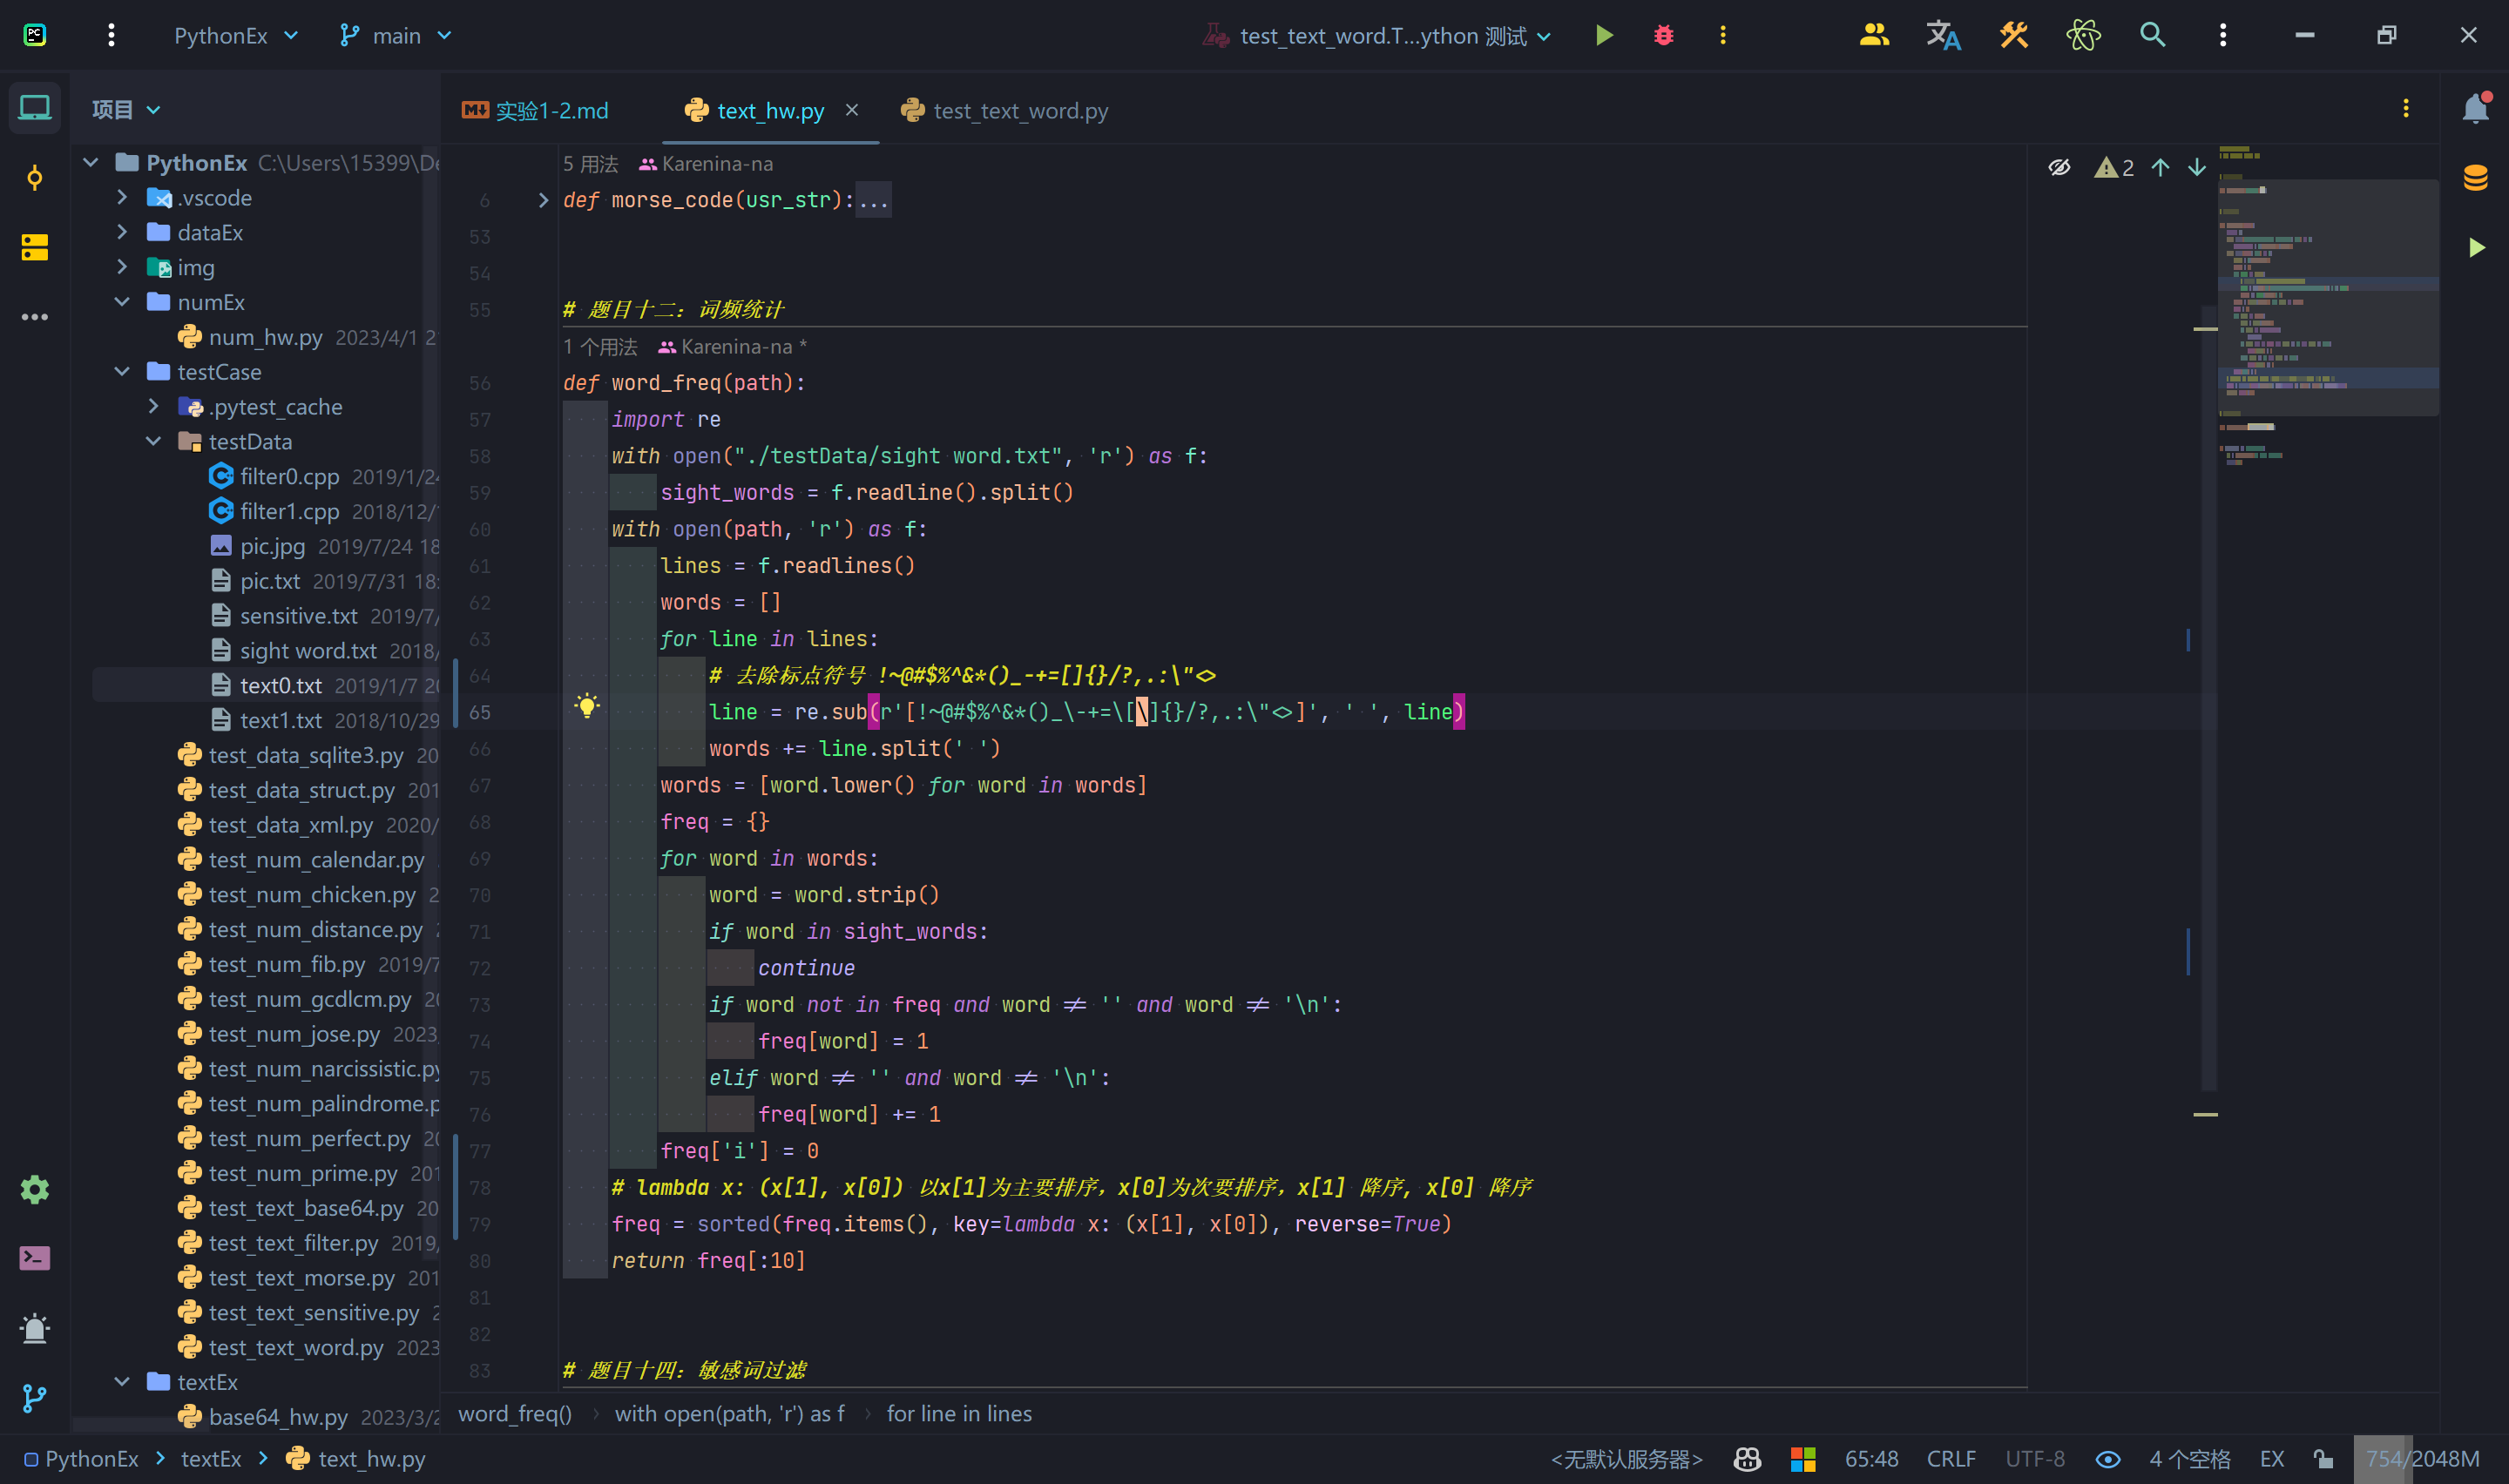 PC
PythonEx
main
test_text_word.T...ython 测试
项目
实验1-2.md
text_hw.py
test_text_word.py
PythonEx C:\Users\15399\De
.vscode
dataEx
img
numEx
num_hw.py 2023/4/1 2
testCase
.pytest_cache
testData
filter0.cpp 2019/1/24
filter1.cpp 2018/12/
pic.jpg 2019/7/24 18
pic.txt 2019/7/31 18:
sensitive.txt 2019/7/
sight word.txt 2018/
text0.txt 2019/1/7 20
text1.txt 2018/10/29
test_data_sqlite3.py 20
test_data_struct.py 201
test_data_xml.py 2020/
test_num_calendar.py
test_num_chicken.py 2
test_num_distance.py
test_num_fib.py 2019/7
test_num_gcdlcm.py 20
test_num_jose.py 2023
test_num_narcissistic.py
test_num_palindrome.p
test_num_perfect.py 20
test_num_prime.py 201
test_text_base64.py 20
test_text_filter.py 2019/
test_text_morse.py 201
test_text_sensitive.py 2
test_text_word.py 2023
textEx
base64_hw.py 2023/3/2
5 用法 Karenina-na
6 def morse_code(usr_str):...
53
54
55 # 题目十二：词频统计
1 个用法 Karenina-na *
56 def word_freq(path):
57 import re
58 with open("./testData/sight word.txt", 'r') as f:
59 sight_words = f.readline().split()
60 with open(path, 'r') as f:
61 lines = f.readlines()
62 words = []
63 for line in lines:
64 # 去除标点符号 !~@#$%^&*()_-+=[]{}/?,.:\"<>
65 line = re.sub(r'[!~@#$%^&*()_\-+=\[\]{}/?,.:\"<>]', ' ', line)
66 words += line.split(' ')
67 words = [word.lower() for word in words]
68 freq = {}
69 for word in words:
70 word = word.strip()
71 if word in sight_words:
72 continue
73 if word not in freq and word != '' and word != '\n':
74 freq[word] = 1
75 elif word != '' and word != '\n':
76 freq[word] += 1
77 freq['i'] = 0
78 # lambda x: (x[1], x[0]) 以x[1]为主要排序，x[0]为次要排序，x[1] 降序, x[0] 降序
79 freq = sorted(freq.items(), key=lambda x: (x[1], x[0]), reverse=True)
80 return freq[:10]
81
82
83 # 题目十四：敏感词过滤
2
word_freq() › with open(path, 'r') as f › for line in lines
PythonEx > textEx > text_hw.py
<无默认服务器> 65:48 CRLF UTF-8 4 个空格 EX 754/2048M